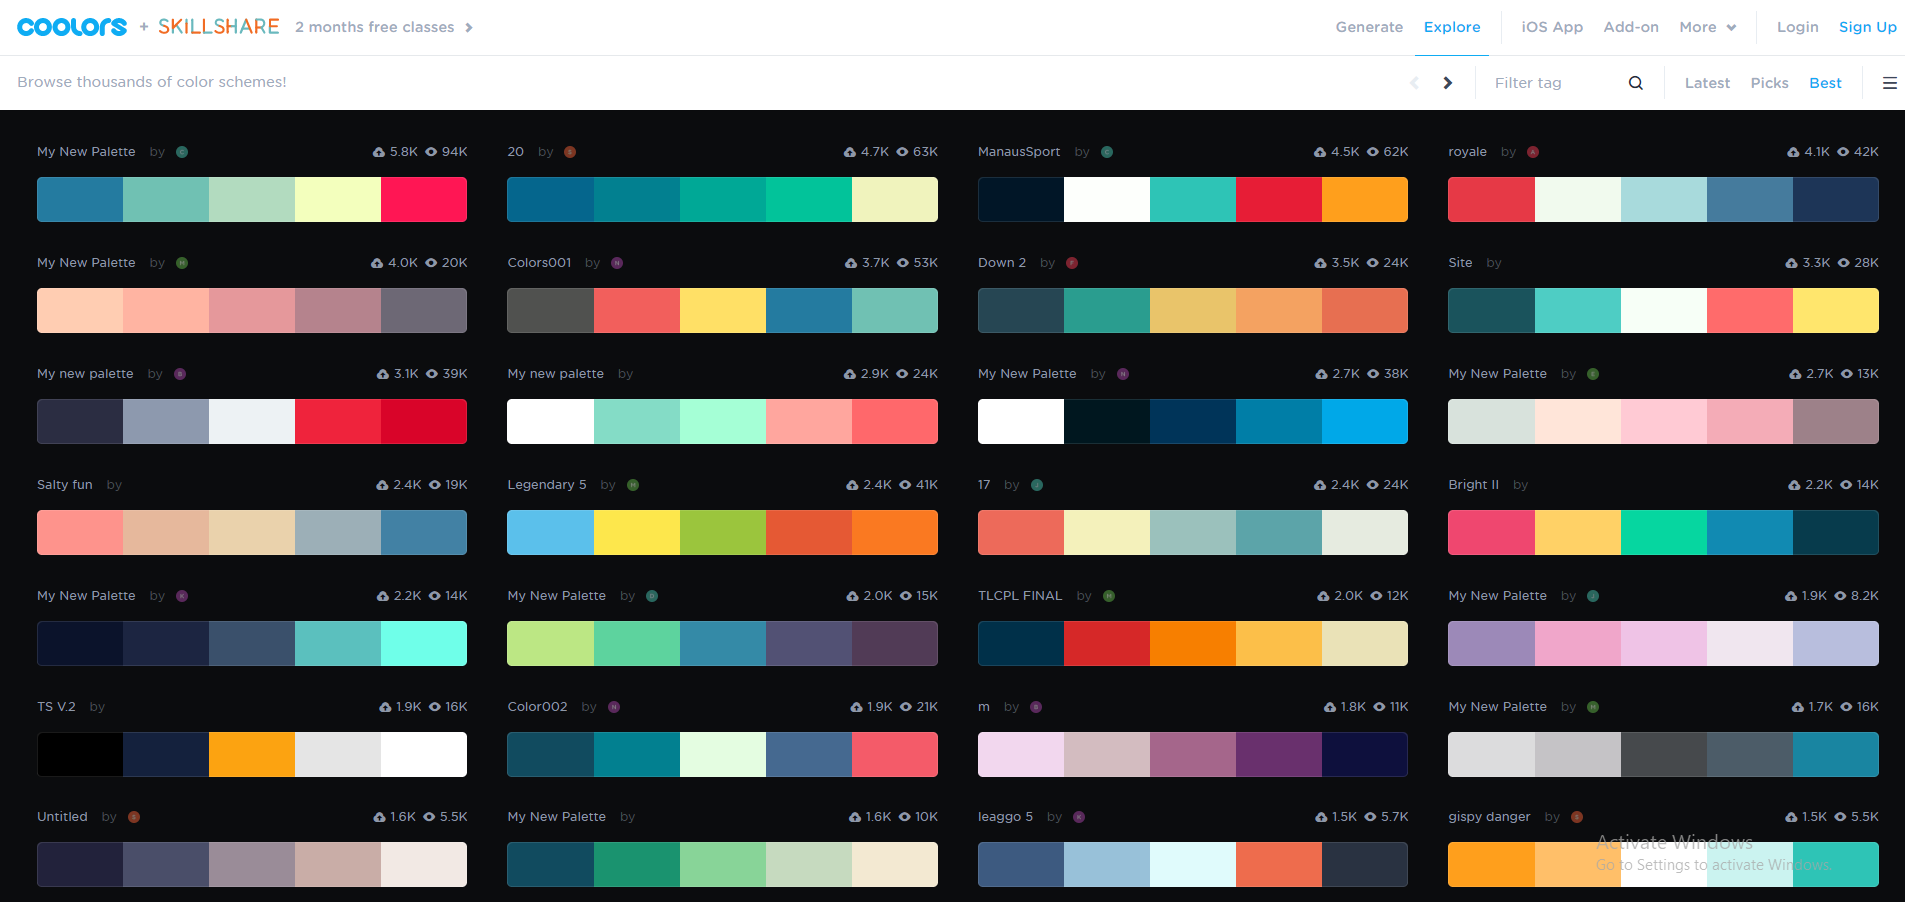 coolors + SKILLSHARE 2 months free classes Generate Explore iOS App Add-on More Login Sign Up
Browse thousands of color schemes! Filter tag Latest Picks Best
My New Palette by 5.8K 94K
20 by 4.7K 63K
ManausSport by 4.5K 62K
royale by 4.1K 42K
My New Palette by 4.0K 20K
Colors001 by 3.7K 53K
Down 2 by 3.5K 24K
Site by 3.3K 28K
My new palette by 3.1K 39K
My new palette by 2.9K 24K
My New Palette by 2.7K 38K
My New Palette by 2.7K 13K
Salty fun by 2.4K 19K
Legendary 5 by 2.4K 41K
17 by 2.4K 24K
Bright II by 2.2K 14K
My New Palette by 2.2K 14K
My New Palette by 2.0K 15K
TLCPL FINAL by 2.0K 12K
My New Palette by 1.9K 8.2K
TS V.2 by 1.9K 16K
Color002 by 1.9K 21K
m by 1.8K 11K
My New Palette by 1.7K 16K
Untitled by 1.6K 5.5K
My New Palette by 1.6K 10K
leaggo 5 by 1.5K 5.7K
gispy danger by 1.5K 5.5K
Activate Windows
Go to Settings to activate Windows.